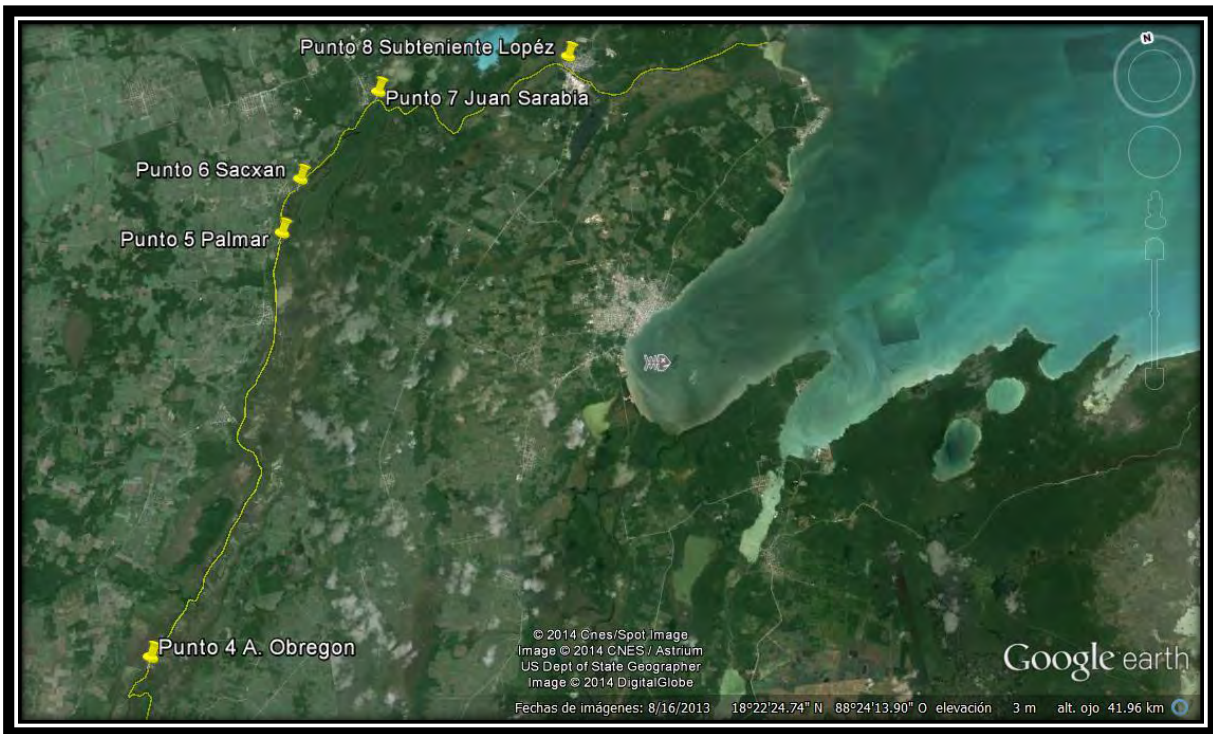 Punto 8 Subteniente Lopéz
Punto 7 Juan Sarabia
Punto 6 Sacxan
Punto 5 Palmar
Punto 4 A. Obregon
N
© 2014 Cnes/Spot Image
Image © 2014 CNES / Astrium
US Dept of State Geographer
Image © 2014 DigitalGlobe
Google earth
Fechas de imágenes: 8/16/2013 18°22'24.74" N 88°24'13.90" O elevación 3 m alt. ojo 41.96 km